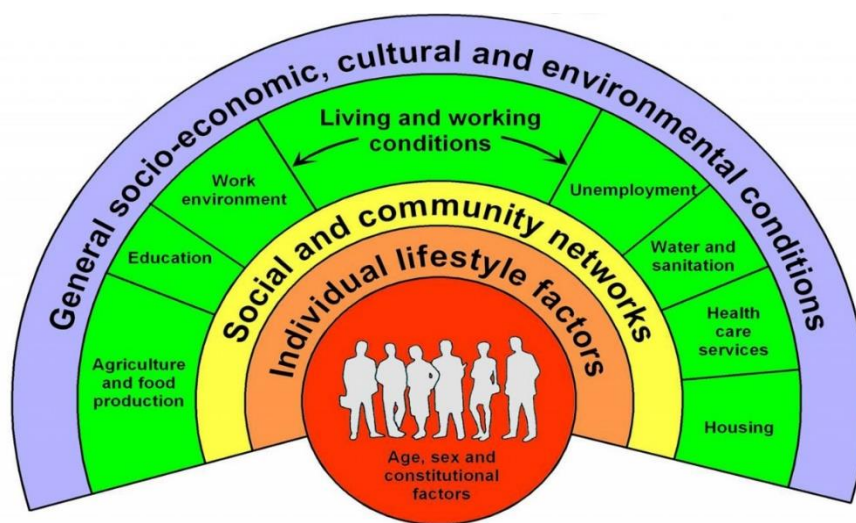 General socio-economic, cultural and environmental conditions
Living and working
conditions
Work
environment
Unemployment
Education
Water and
sanitation
Agriculture
and food
production
Health
care
services
Housing
Social and community networks
Individual lifestyle factors
Age, sex and
constitutional
factors